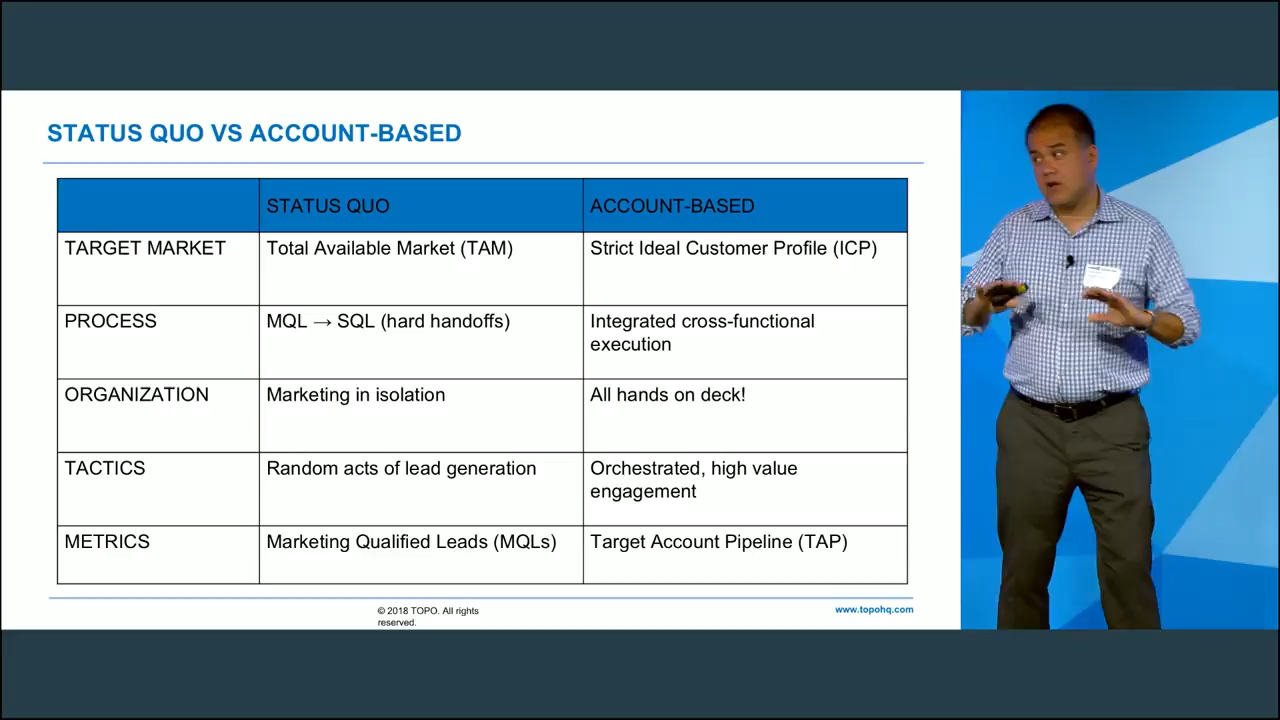 STATUS QUO VS ACCOUNT-BASED
STATUS QUO
ACCOUNT-BASED
TARGET MARKET
Total Available Market (TAM)
Strict Ideal Customer Profile (ICP)
PROCESS
MQL → SQL (hard handoffs)
Integrated cross-functional
execution
ORGANIZATION
Marketing in isolation
All hands on deck!
TACTICS
Random acts of lead generation
Orchestrated, high value
engagement
METRICS
Marketing Qualified Leads (MQLs)
Target Account Pipeline (TAP)
© 2018 TOPO. All rights
reserved.
www.topohq.com